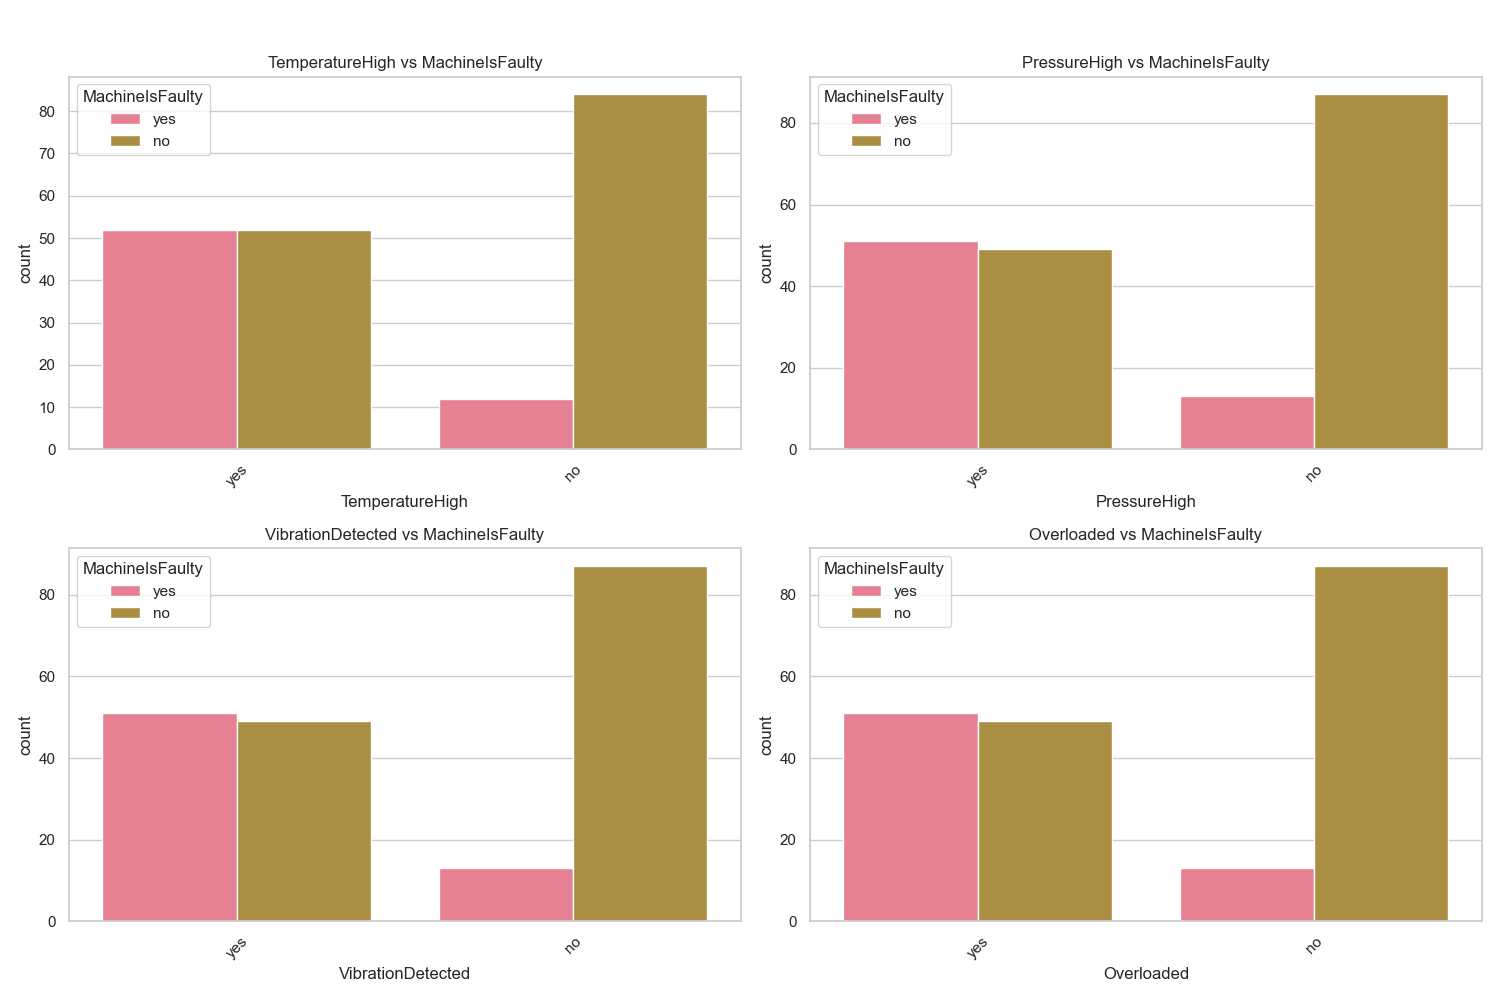 TemperatureHigh vs MachineIsFaulty
MachineIsFaulty
yes
no
80
70
60
50
40
30
20
10
0
count
yes
no
TemperatureHigh
PressureHigh vs MachineIsFaulty
MachineIsFaulty
yes
no
80
60
40
20
0
count
yes
no
PressureHigh
VibrationDetected vs MachineIsFaulty
MachineIsFaulty
yes
no
80
60
40
20
0
count
yes
no
VibrationDetected
Overloaded vs MachineIsFaulty
MachineIsFaulty
yes
no
80
60
40
20
0
count
yes
no
Overloaded